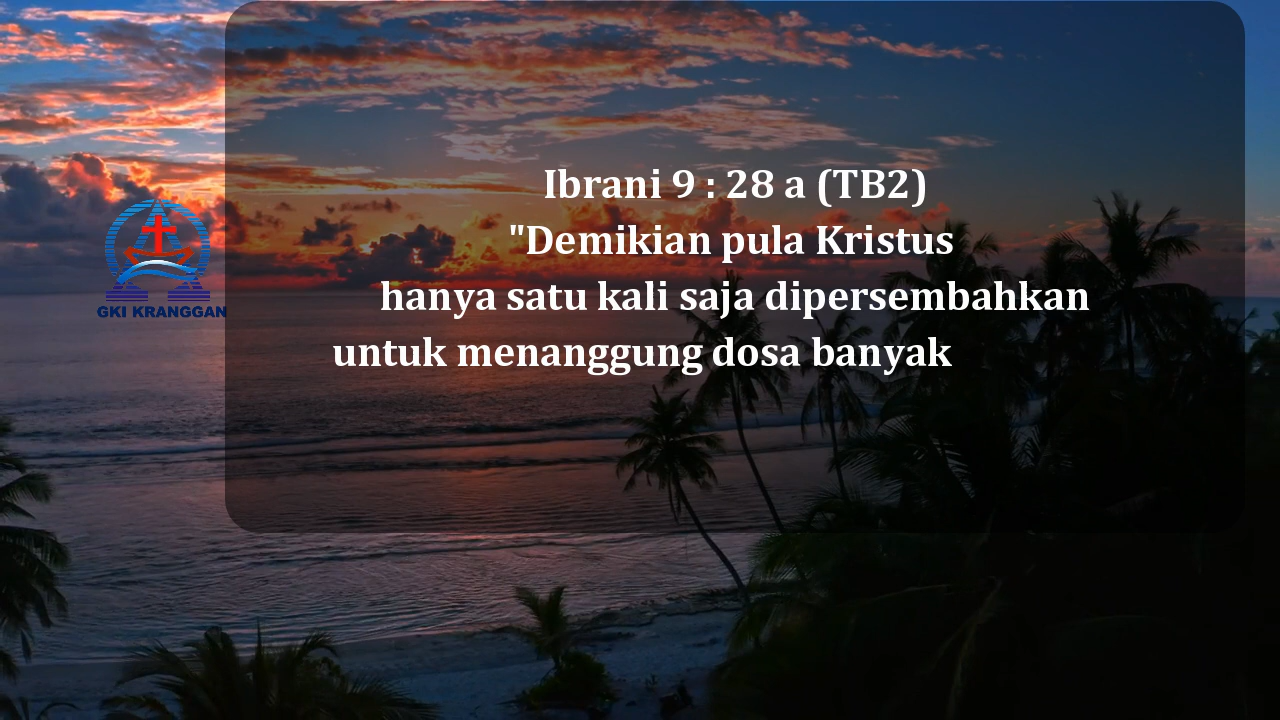 Ibrani 9 : 28 a (TB2)
"Demikian pula Kristus
hanya satu kali saja dipersembahkan
untuk menanggung dosa banyak
GKI KRANGGAN